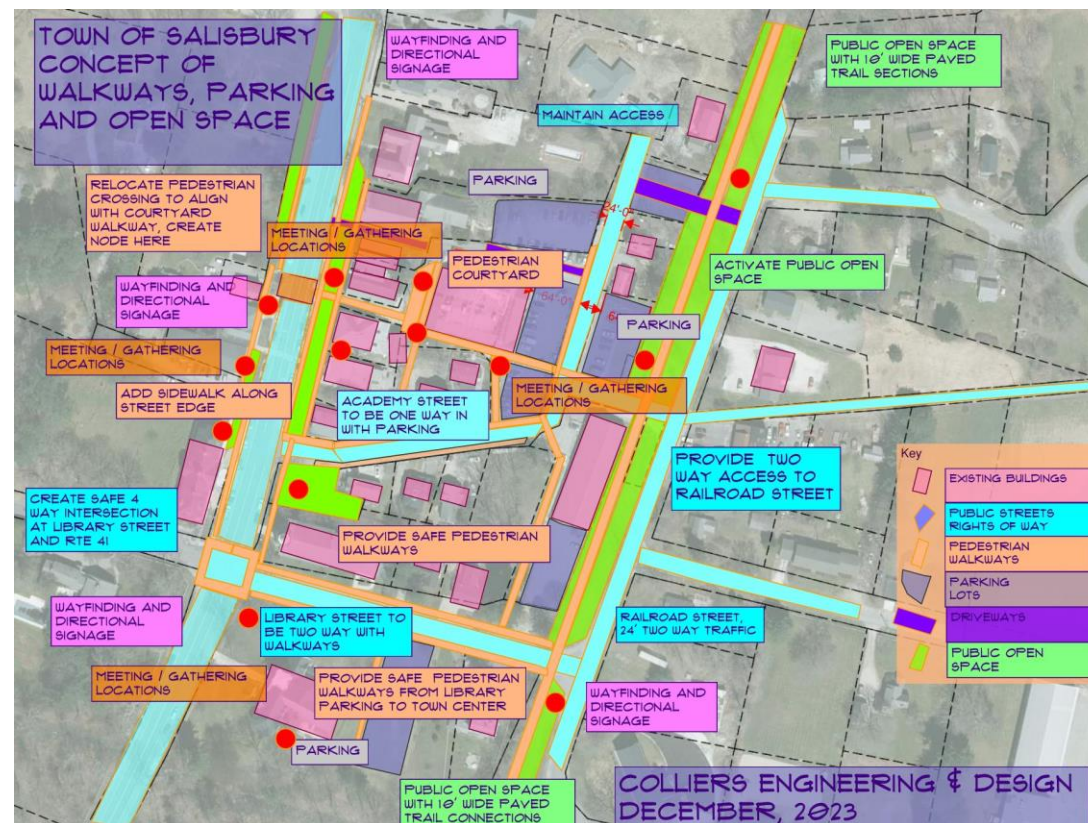 TOWN OF SALISBURY
CONCEPT OF
WALKWAYS, PARKING
AND OPEN SPACE
WAYFINDING AND
DIRECTIONAL
SIGNAGE
PUBLIC OPEN SPACE
WITH 10' WIDE PAVED
TRAIL SECTIONS
MAINTAIN ACCESS
PARKING
RELOCATE PEDESTRIAN
CROSSING TO ALIGN
WITH COURTYARD
WALKWAY, CREATE
NODE HERE
24'-0"
MEETING / GATHERING
LOCATIONS
PEDESTRIAN
COURTYARD
ACTIVATE PUBLIC OPEN
SPACE
WAYFINDING AND
DIRECTIONAL
SIGNAGE
PARKING
MEETING / GATHERING
LOCATIONS
ADD SIDEWALK ALONG
STREET EDGE
ACADEMY STREET
TO BE ONE WAY IN
WITH PARKING
MEETING / GATHERING
LOCATIONS
PROVIDE TWO
WAY ACCESS TO
RAILROAD STREET
Key
EXISTING BUILDINGS
PUBLIC STREETS
RIGHTS OF WAY
PEDESTRIAN
WALKWAYS
PARKING
LOTS
DRIVEWAYS
PUBLIC OPEN
SPACE
CREATE SAFE 4
WAY INTERSECTION
AT LIBRARY STREET
AND RTE 41
PROVIDE SAFE PEDESTRIAN
WALKWAYS
WAYFINDING AND
DIRECTIONAL
SIGNAGE
LIBRARY STREET TO
BE TWO WAY WITH
WALKWAYS
RAILROAD STREET,
24' TWO WAY TRAFFIC
MEETING / GATHERING
LOCATIONS
PROVIDE SAFE PEDESTRIAN
WALKWAYS FROM LIBRARY
PARKING TO TOWN CENTER
WAYFINDING AND
DIRECTIONAL
SIGNAGE
PARKING
PUBLIC OPEN SPACE
WITH 10' WIDE PAVED
TRAIL CONNECTIONS
COLLIERS ENGINEERING & DESIGN
DECEMBER, 2023